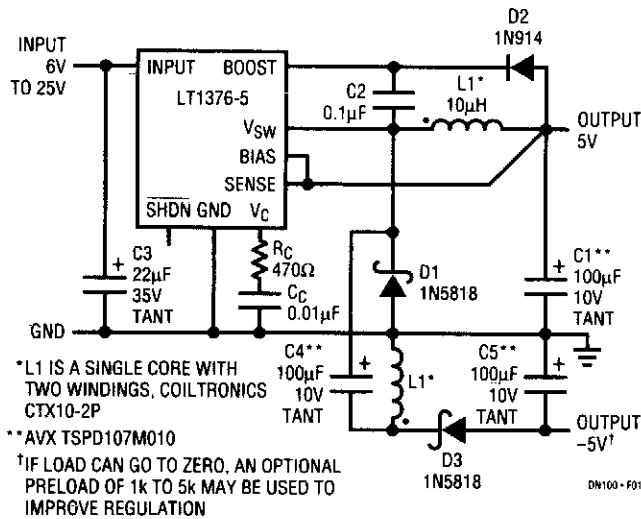 INPUT
6V
TO 25V
INPUT
BOOST
LT1376-5
VSW
BIAS
SENSE
SHDN
GND
VC
D2
1N914
C2
0.1µF
L1*
10µH
OUTPUT
5V
C3
22µF
35V
TANT
+
RC
470Ω
CC
0.01µF
D1
1N5818
C1**
100µF
10V
TANT
+
GND
C4**
100µF
10V
TANT
+
L1*
C5**
100µF
10V
TANT
+
D3
1N5818
OUTPUT
–5V†
*L1 IS A SINGLE CORE WITH
TWO WINDINGS, COILTRONICS
CTX10-2P
**AVX TSPD107M010
†IF LOAD CAN GO TO ZERO, AN OPTIONAL
PRELOAD OF 1k TO 5k MAY BE USED TO
IMPROVE REGULATION
DN100 • F01